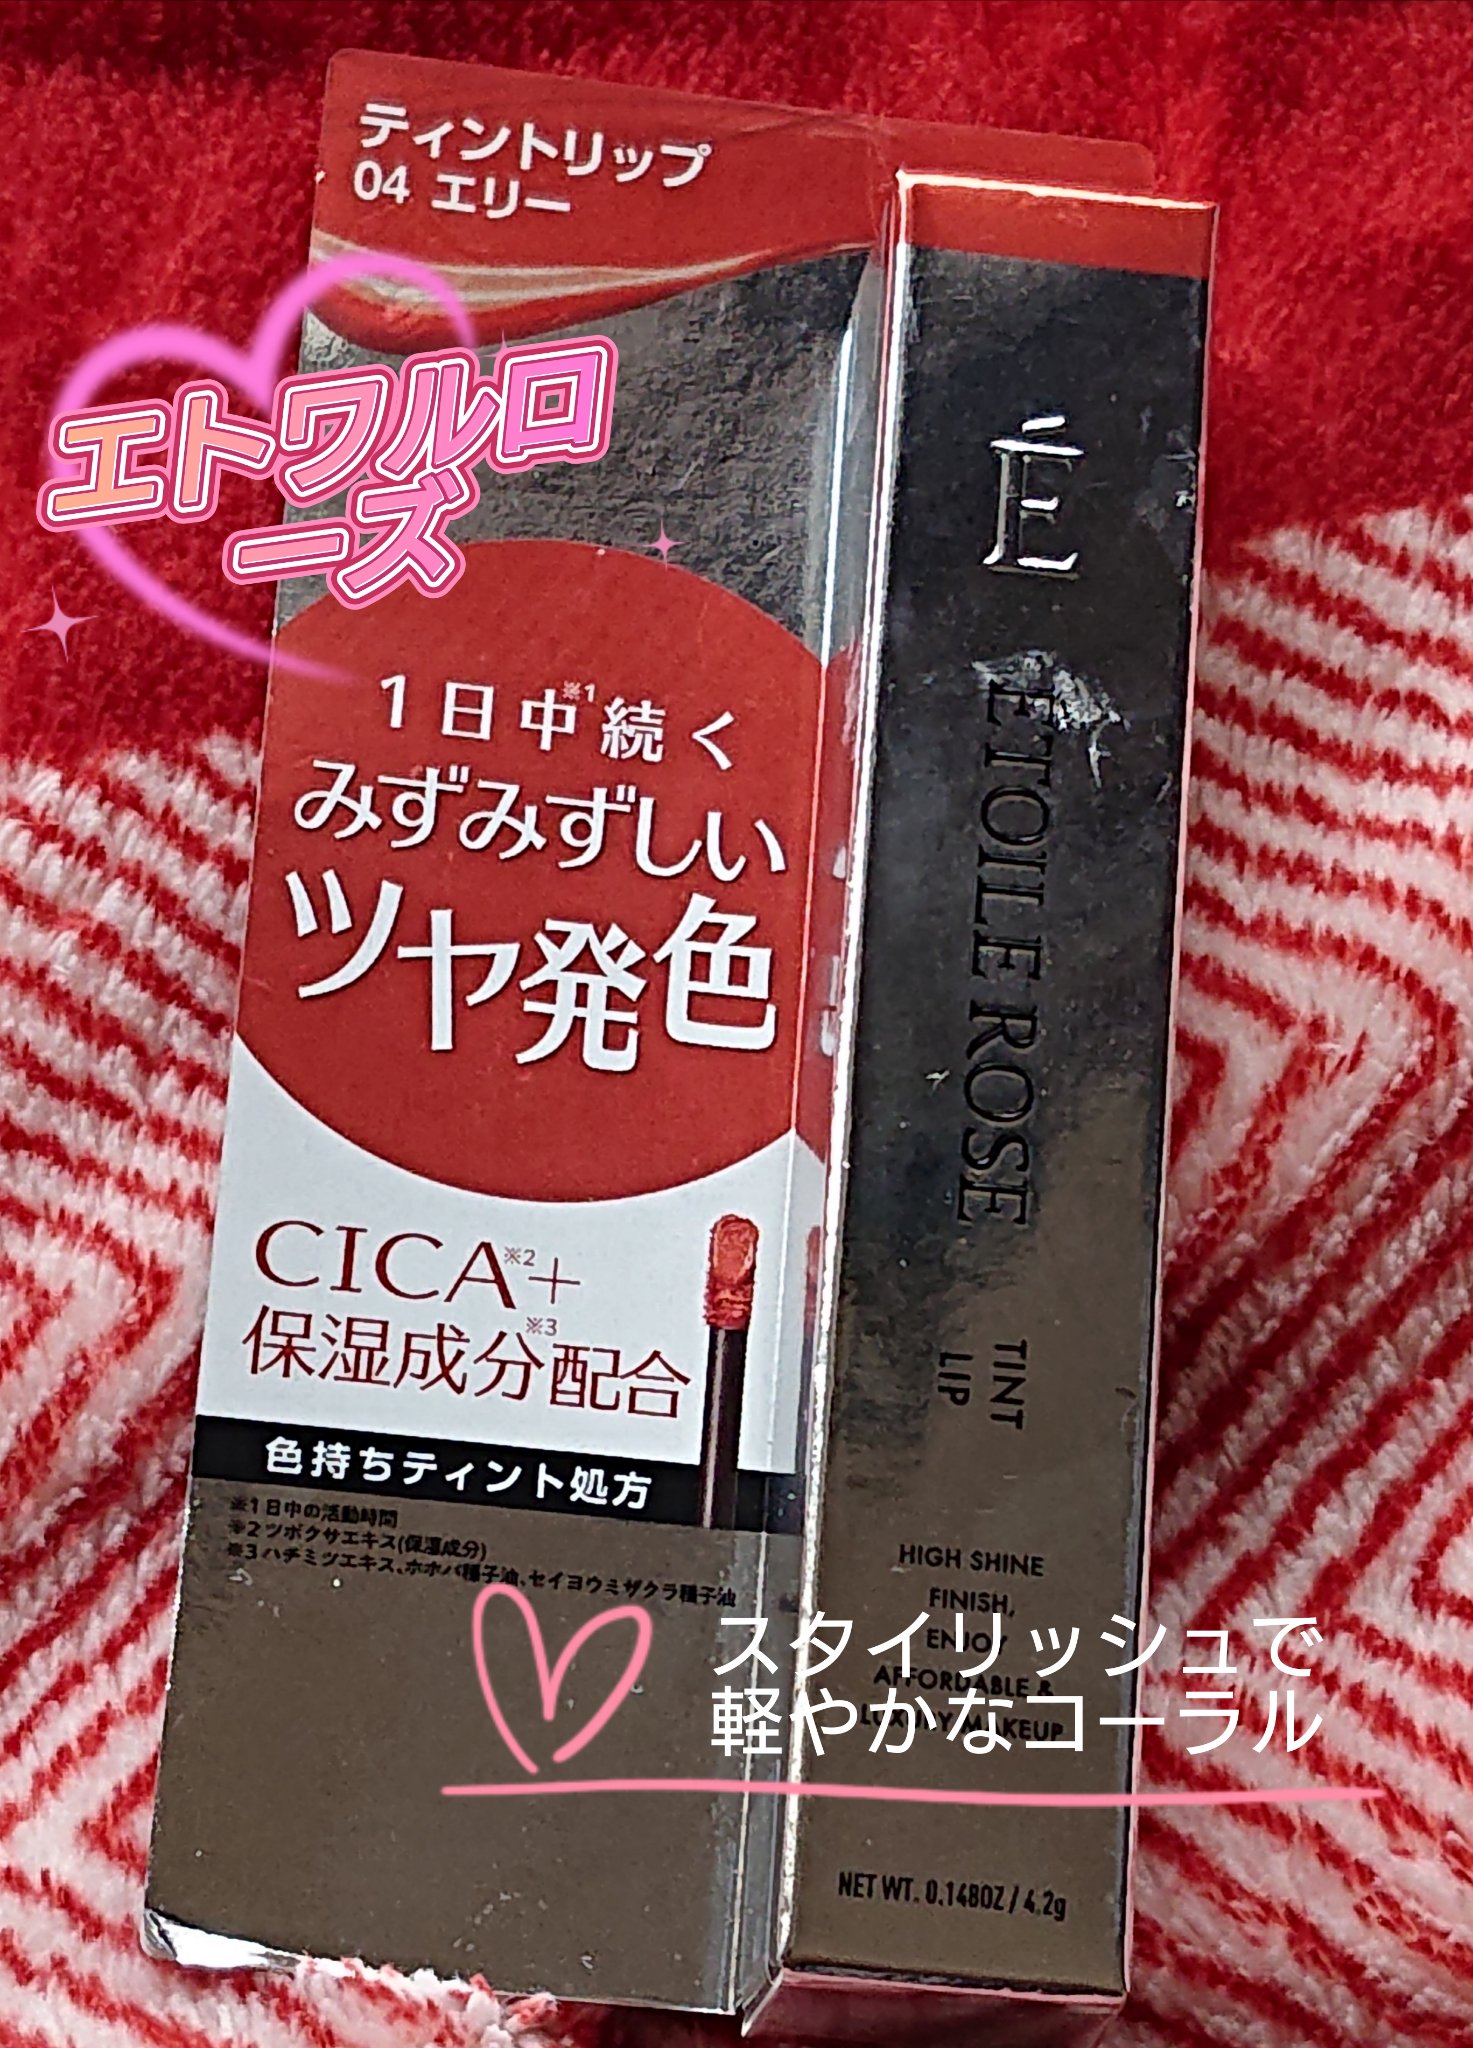 ティントリップ
04 エリー
エトワルロ
ーズ
1日中※1続く
みずみずしい
ツヤ発色
CICA※2+
保湿成分※3配合
色持ちティント処方
※1 日中の活動時間
※2 ツボクサエキス(保湿成分)
※3 ハチミツエキス、ホホバ種子油、セイヨウミザクラ種子油
É
ETOILE ROSE
TINT
LIP
HIGH SHINE
FINISH,
ENJOY
AFFORDABLE &
LUXURY MAKEUP
スタイリッシュで
軽やかなコーラル
NET WT. 0.148OZ / 4.2g